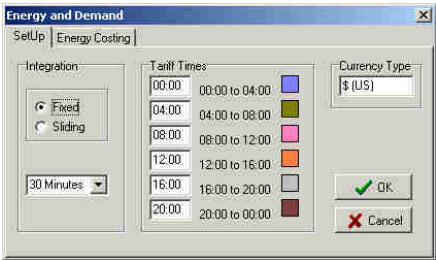 Energy and Demand
SetUp
Energy Costing
Integration
Fixed
Sliding
30 Minutes
Tariff Times
00:00 00:00 to 04:00
04:00 04:00 to 08:00
08:00 08:00 to 12:00
12:00 12:00 to 16:00
16:00 16:00 to 20:00
20:00 20:00 to 00:00
Currency Type
$ (US)
OK
Cancel